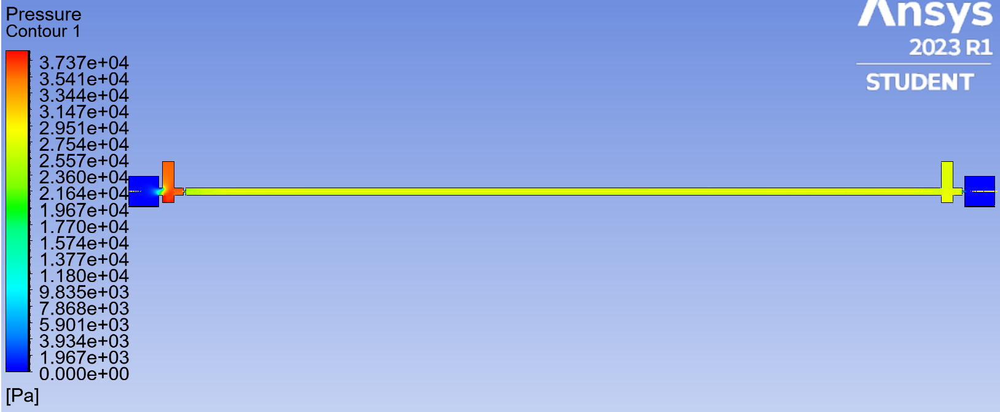 Pressure
Contour 1
3.737e+04
3.541e+04
3.344e+04
3.147e+04
2.951e+04
2.754e+04
2.557e+04
2.360e+04
2.164e+04
1.967e+04
1.770e+04
1.574e+04
1.377e+04
1.180e+04
9.835e+03
7.868e+03
5.901e+03
3.934e+03
1.967e+03
0.000e+00
[Pa]
Ansys
2023 R1
STUDENT